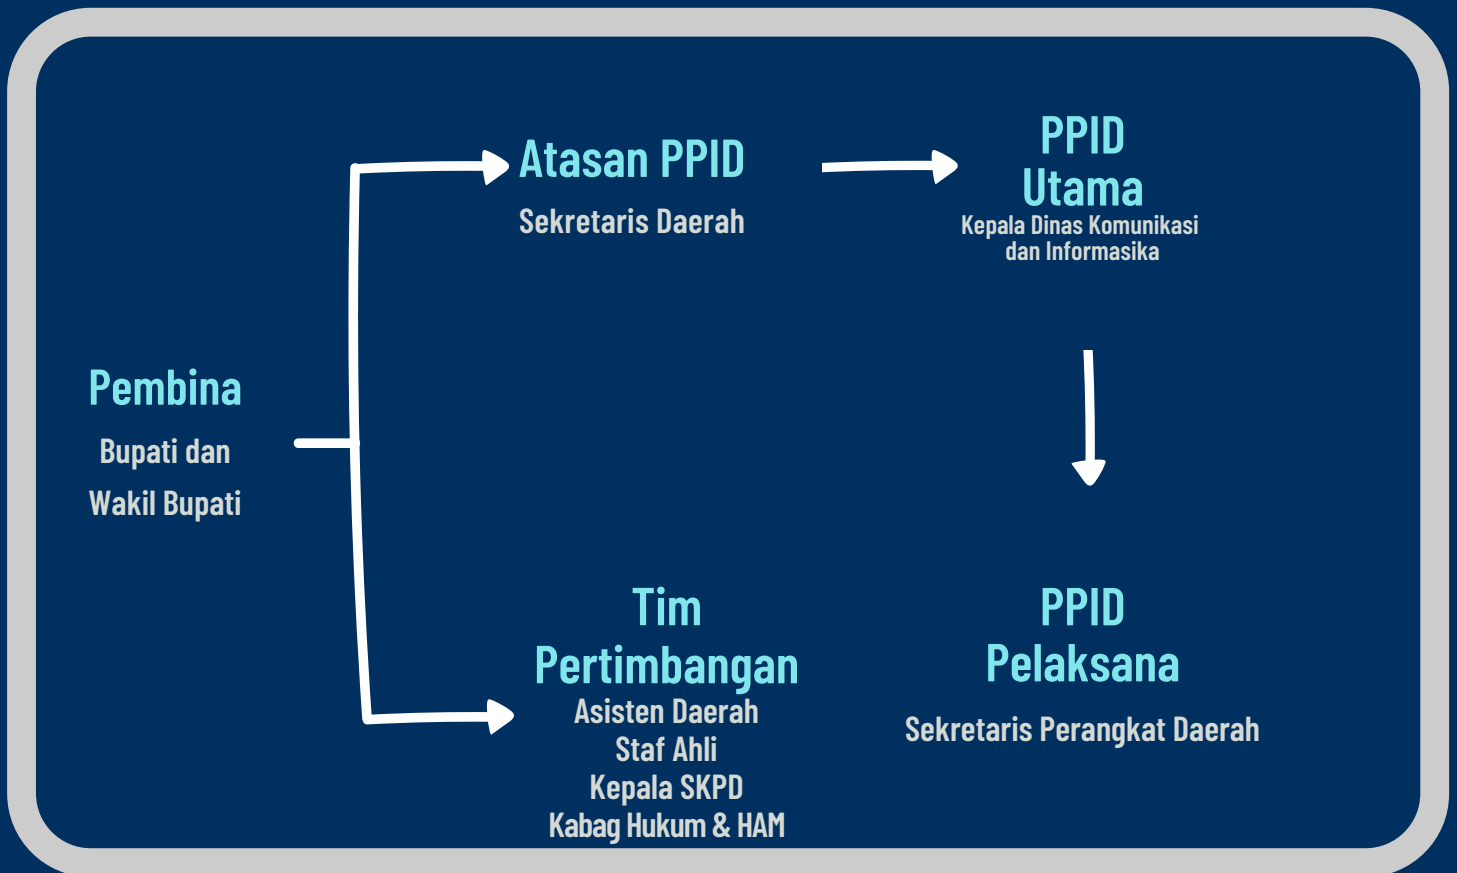 Pembina
Bupati dan
Wakil Bupati
Atasan PPID
Sekretaris Daerah
PPID
Utama
Kepala Dinas Komunikasi
dan Informasika
Tim
Pertimbangan
Asisten Daerah
Staf Ahli
Kepala SKPD
Kabag Hukum & HAM
PPID
Pelaksana
Sekretaris Perangkat Daerah